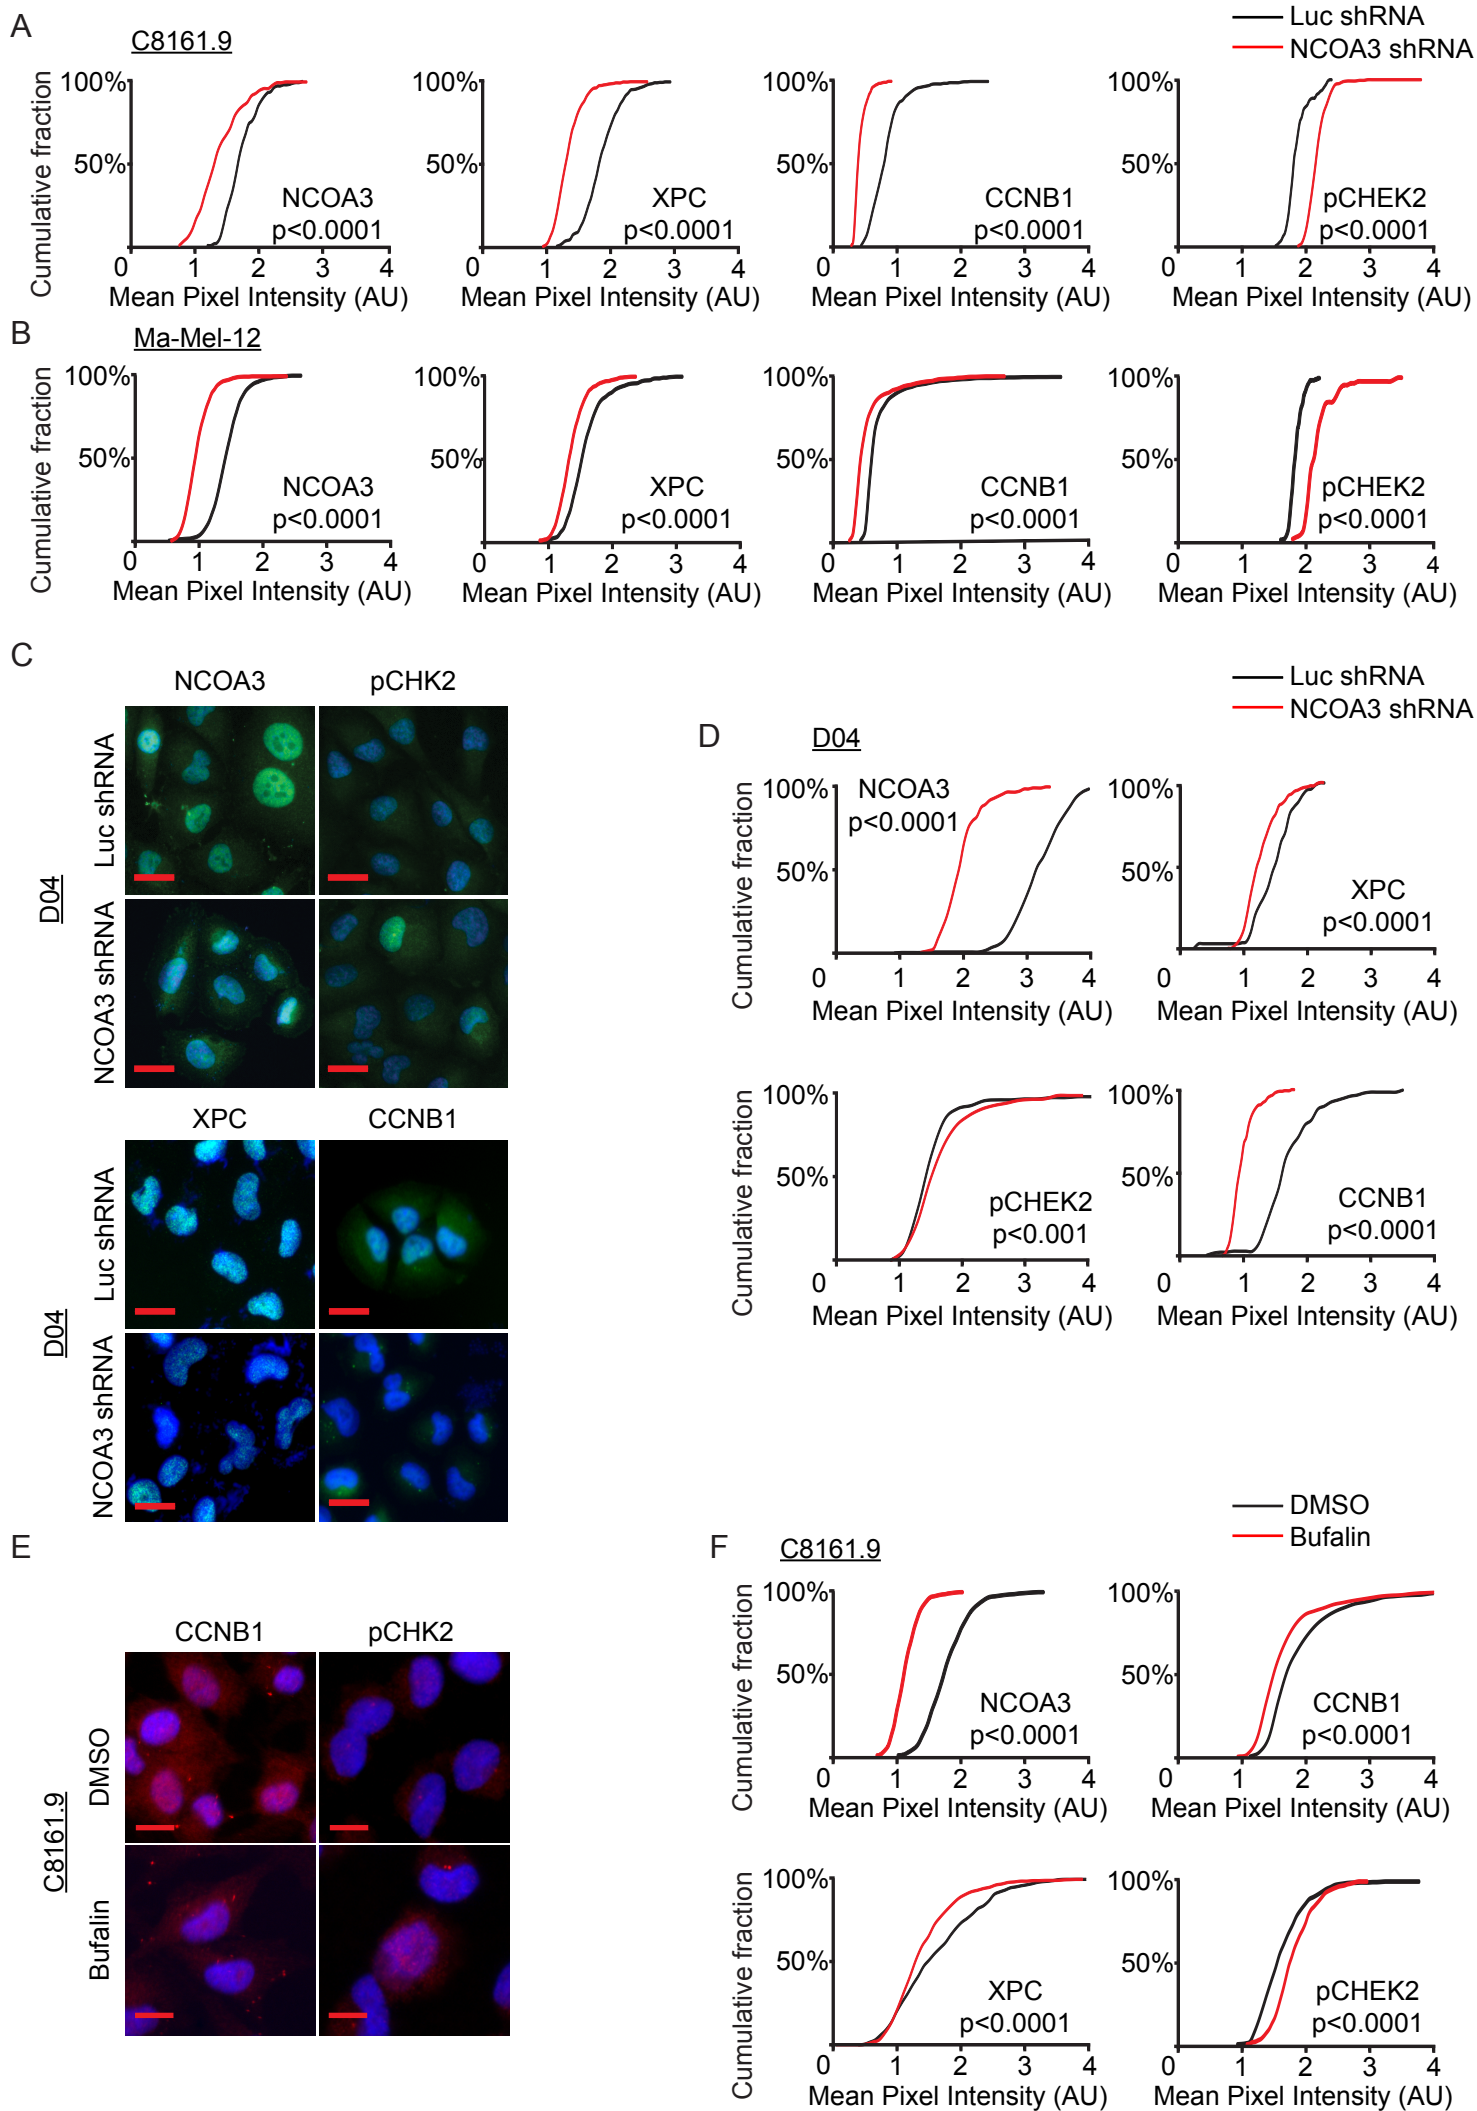 A
C8161.9
Luc shRNA
NCOA3 shRNA
Cumulative fraction
100%
50%
NCOA3
p<0.0001
0 1 2 3 4
Mean Pixel Intensity (AU)
100%
50%
XPC
p<0.0001
0 1 2 3 4
Mean Pixel Intensity (AU)
100%
50%
CCNB1
p<0.0001
0 1 2 3 4
Mean Pixel Intensity (AU)
100%
50%
pCHEK2
p<0.0001
0 1 2 3 4
Mean Pixel Intensity (AU)
B
Ma-Mel-12
Cumulative fraction
100%
50%
NCOA3
p<0.0001
0 1 2 3 4
Mean Pixel Intensity (AU)
100%
50%
XPC
p<0.0001
0 1 2 3 4
Mean Pixel Intensity (AU)
100%
50%
CCNB1
p<0.0001
0 1 2 3 4
Mean Pixel Intensity (AU)
100%
50%
pCHEK2
p<0.0001
0 1 2 3 4
Mean Pixel Intensity (AU)
C
NCOA3 pCHK2
D04
Luc shRNA
NCOA3 shRNA
XPC CCNB1
D04
Luc shRNA
NCOA3 shRNA
Luc shRNA
NCOA3 shRNA
D
D04
Cumulative fraction
100%
50%
NCOA3
p<0.0001
0 1 2 3 4
Mean Pixel Intensity (AU)
100%
50%
XPC
p<0.0001
0 1 2 3 4
Mean Pixel Intensity (AU)
Cumulative fraction
100%
50%
pCHEK2
p<0.001
0 1 2 3 4
Mean Pixel Intensity (AU)
100%
50%
CCNB1
p<0.0001
0 1 2 3 4
Mean Pixel Intensity (AU)
E
CCNB1 pCHK2
C8161.9
DMSO
Bufalin
DMSO
Bufalin
F
C8161.9
Cumulative fraction
100%
50%
NCOA3
p<0.0001
0 1 2 3 4
Mean Pixel Intensity (AU)
100%
50%
CCNB1
p<0.0001
0 1 2 3 4
Mean Pixel Intensity (AU)
Cumulative fraction
100%
50%
XPC
p<0.0001
0 1 2 3 4
Mean Pixel Intensity (AU)
100%
50%
pCHEK2
p<0.0001
0 1 2 3 4
Mean Pixel Intensity (AU)